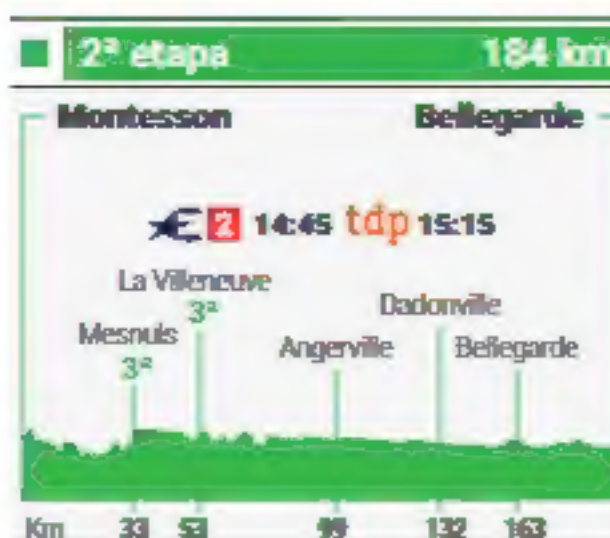 2ª etapa 184 km
Montesson Bellegarde
2 14:45 tdp 15:15
La Villeneuve
3ª
Dadonville
Mesnuls
3ª
Angerville
Bellegarde
Km 33 53 99 132 163